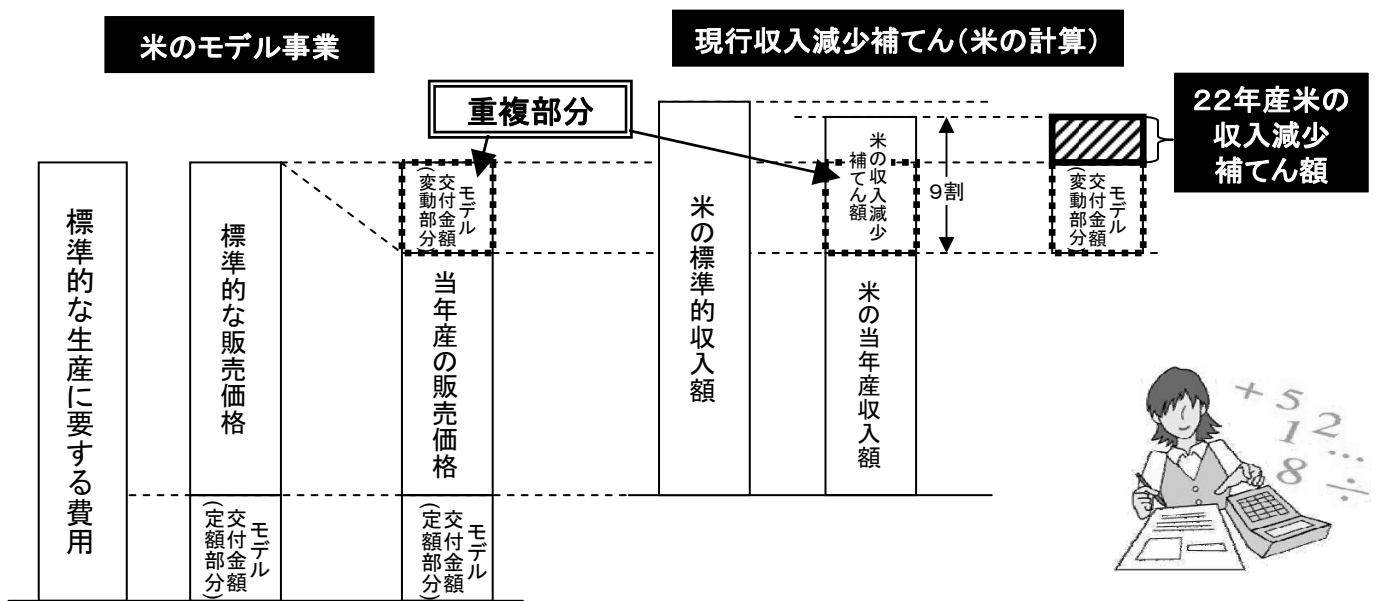 米のモデル事業
現行収入減少補てん(米の計算)
重複部分
22年産米の
収入減少
補てん額
標準的な生産に要する費用
標準的な販売価格
モデル
交付金額
(定額部分)
モデル
交付金額
(変動部分)
当年産の販売価格
モデル
交付金額
(定額部分)
米の標準的収入額
米の収入減少
補てん額
9割
米の当年産収入額
モデル
交付金額
(変動部分)
+ 5
1 2 ...
8 ÷